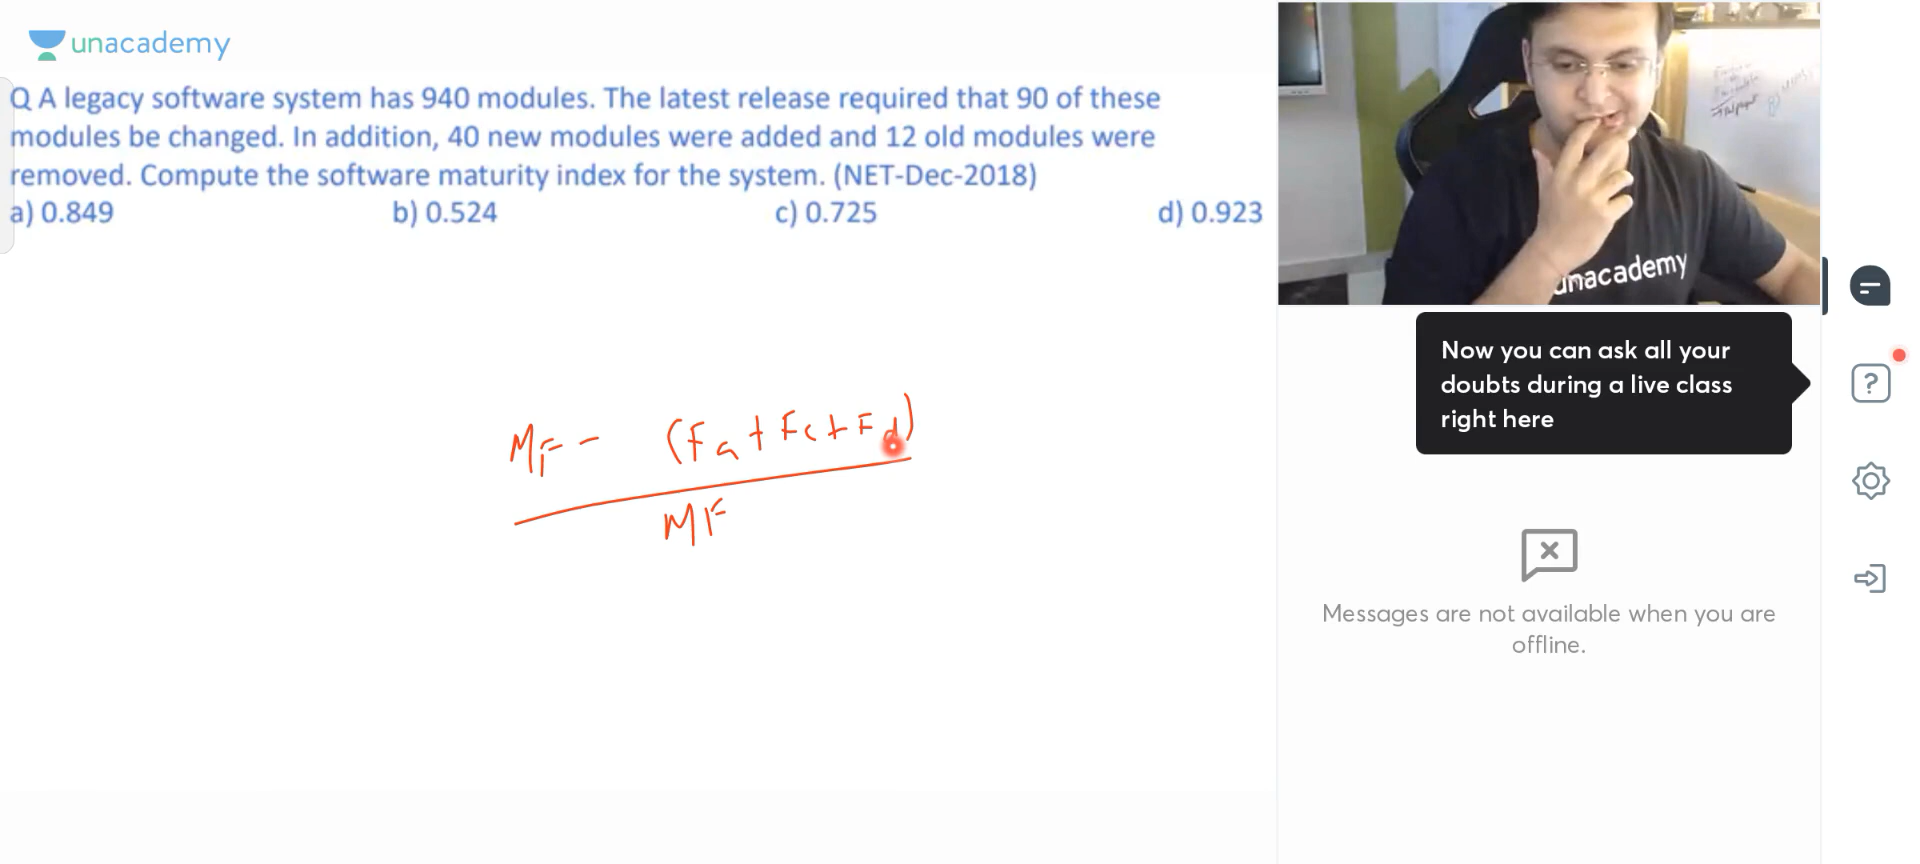 unacademy
Q A legacy software system has 940 modules. The latest release required that 90 of these
modules be changed. In addition, 40 new modules were added and 12 old modules were
removed. Compute the software maturity index for the system. (NET-Dec-2018)
a) 0.849 b) 0.524 c) 0.725 d) 0.923
MF - (Fa + Fc + Fd)
MF
unacademy
Now you can ask all your
doubts during a live class
right here
?
Messages are not available when you are
offline.